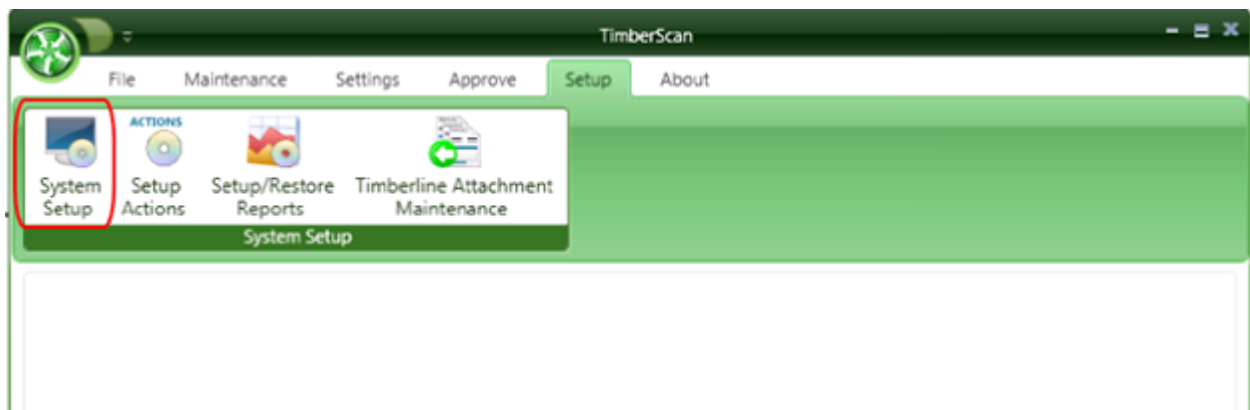 TimberScan
File Maintenance Settings Approve Setup About
ACTIONS
System Setup Setup/Restore Timberline Attachment
Setup Actions Reports Maintenance
System Setup